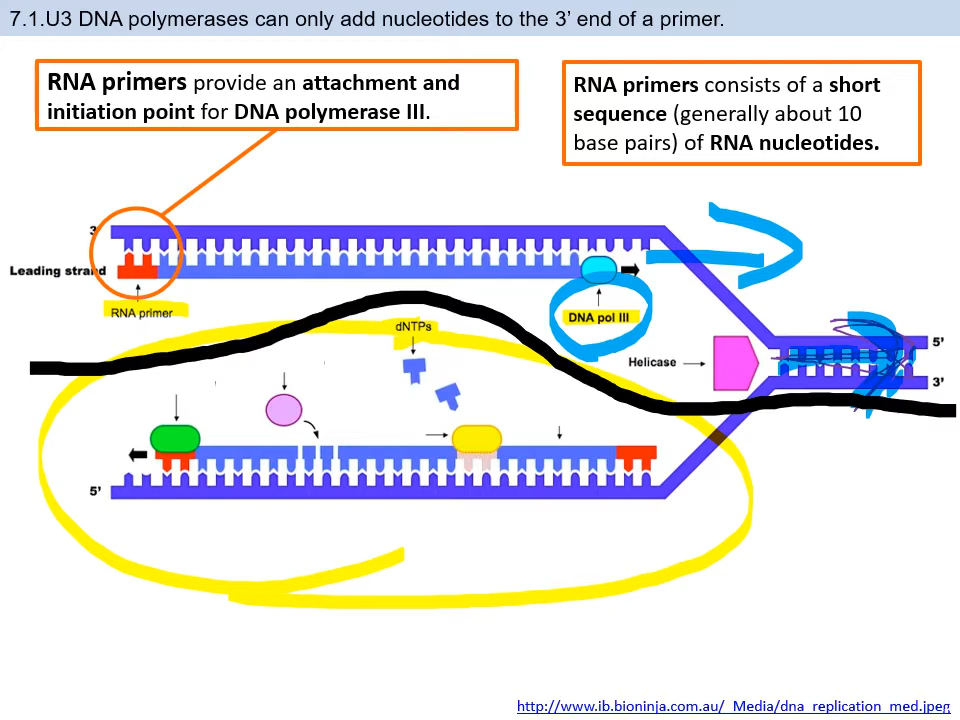 7.1.U3 DNA polymerases can only add nucleotides to the 3’ end of a primer.
RNA primers provide an attachment and
initiation point for DNA polymerase III.
RNA primers consists of a short
sequence (generally about 10
base pairs) of RNA nucleotides.
3'
Leading strand
RNA primer
DNA pol III
dNTPs
Helicase
5'
3'
5'
http://www.ib.bioninja.com.au/_Media/dna_replication_med.jpeg